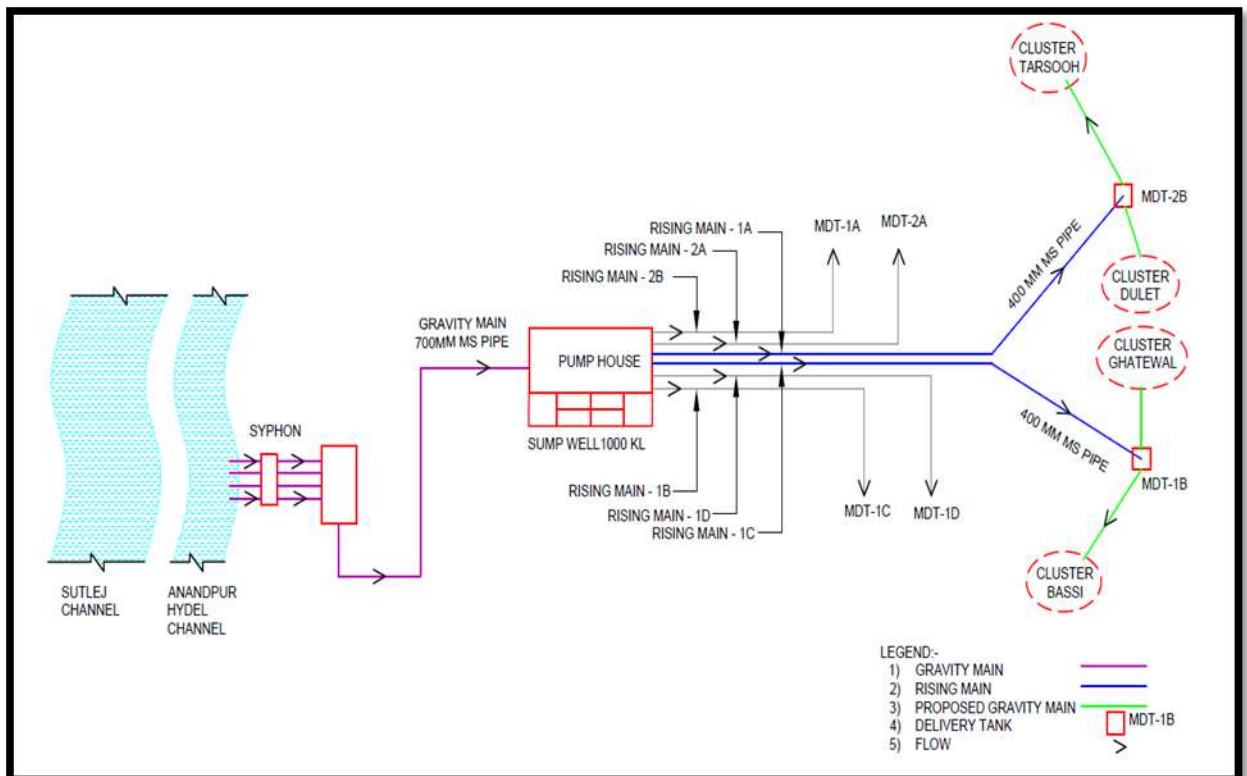 CLUSTER
TARSOOH
MDT-2B
400 MM MS PIPE
CLUSTER
DULET
CLUSTER
GHATEWAL
400 MM MS PIPE
MDT-1B
CLUSTER
BASSI
RISING MAIN - 1A
RISING MAIN - 2A
RISING MAIN - 2B
MDT-1A
MDT-2A
GRAVITY MAIN
700MM MS PIPE
PUMP HOUSE
SUMP WELL1000 KL
SYPHON
RISING MAIN - 1B
RISING MAIN - 1D
RISING MAIN - 1C
MDT-1C
MDT-1D
SUTLEJ
CHANNEL
ANANDPUR
HYDEL
CHANNEL
LEGEND:-
1) GRAVITY MAIN
2) RISING MAIN
3) PROPOSED GRAVITY MAIN
4) DELIVERY TANK MDT-1B
5) FLOW